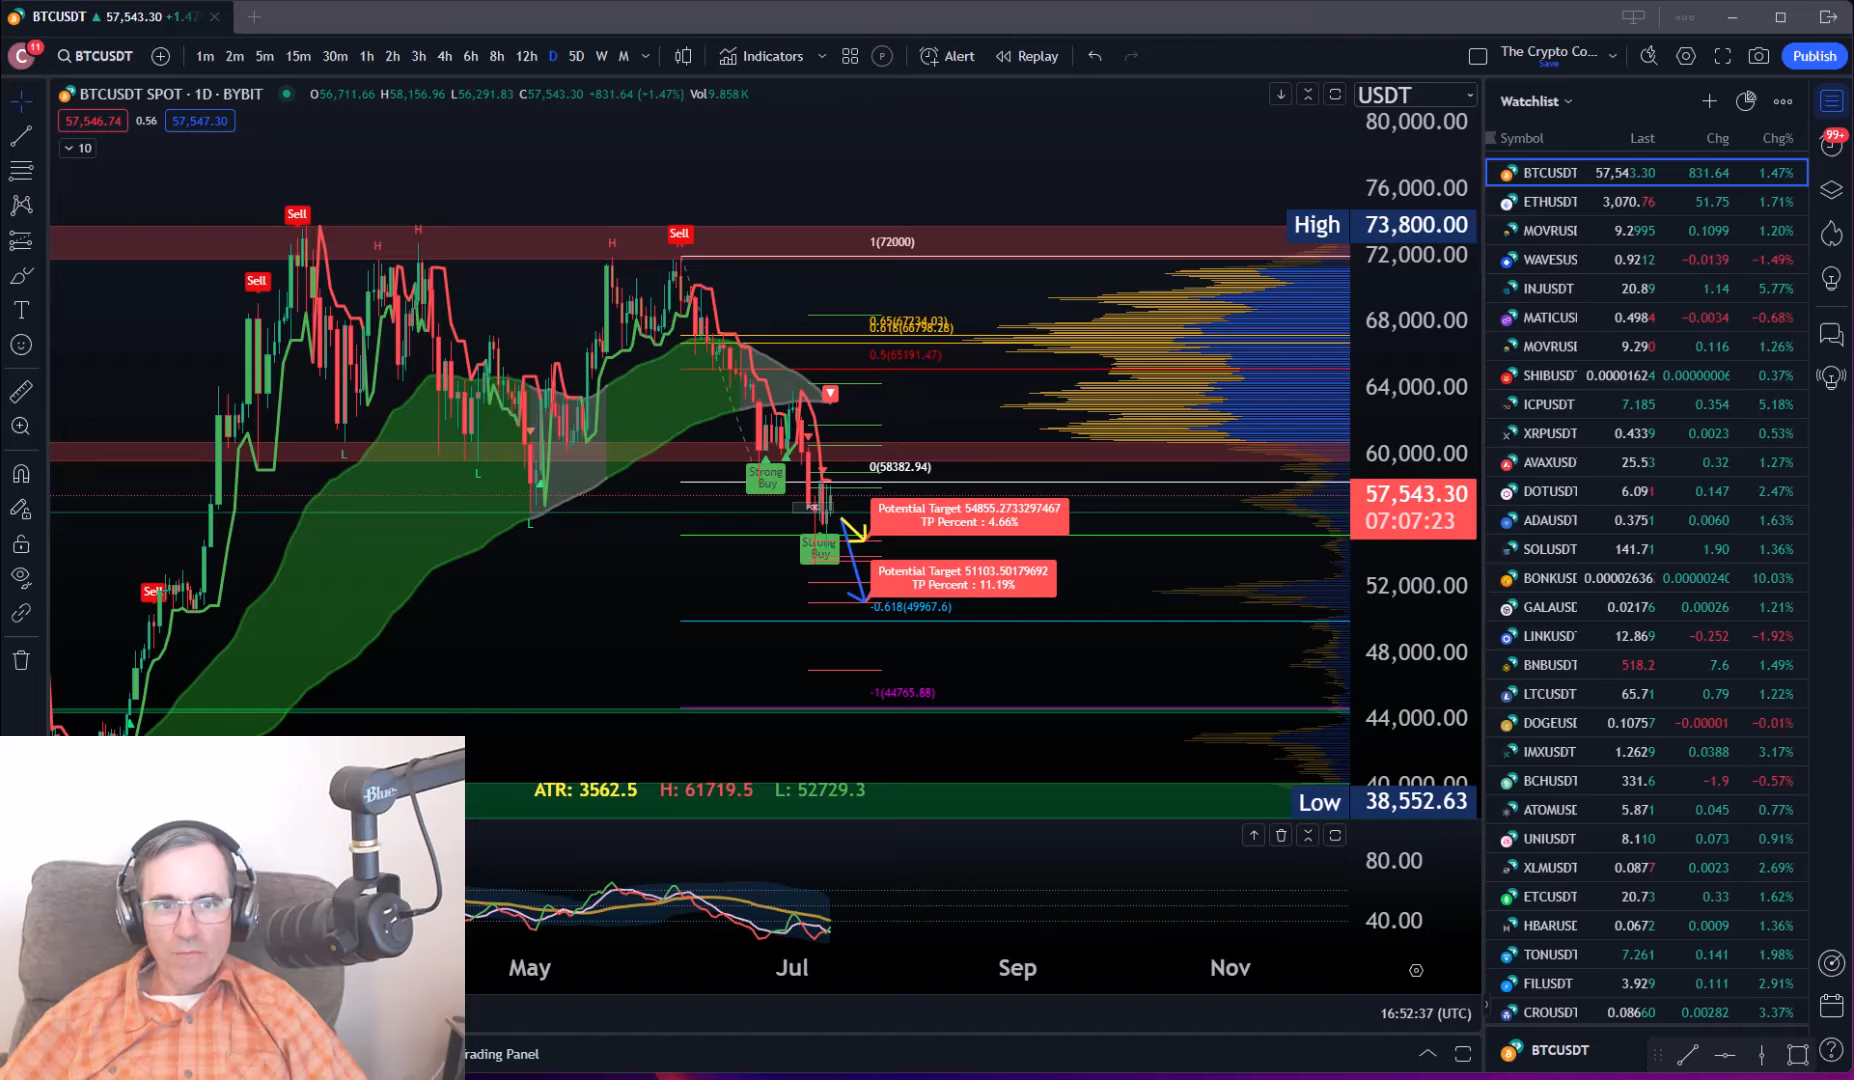 BTCUSDT ▲ 57,543.30 +1.47
C 11 BTCUSDT 1m 2m 5m 15m 30m 1h 2h 3h 4h 6h 8h 12h D 5D W M Indicators P Alert Replay The Crypto Co... Save Publish
BTCUSDT SPOT · 1D · BYBIT O56,711.66 H58,156.96 L56,291.83 C57,543.30 +831.64 (+1.47%) Vol9.858 K
57,546.74 0.56 57,547.30
10
USDT
80,000.00
76,000.00
High 73,800.00
72,000.00
68,000.00
64,000.00
60,000.00
57,543.30
07:07:23
52,000.00
48,000.00
44,000.00
40,000.00
Low 38,552.63
Sell
Sell
Sell
Sell
H
H
H
L
L
L
1(72000)
0.65(67234.03)
0.618(66798.28)
0.5(65191.47)
0(58382.94)
Strong
Buy
Strong
Buy
Potential Target 54855.2733297467
TP Percent : 4.66%
Potential Target 51103.50179692
TP Percent : 11.19%
-0.618(49967.6)
-1(44765.88)
ATR: 3562.5 H: 61719.5 L: 52729.3
80.00
40.00
May Jul Sep Nov
16:52:37 (UTC)
rading Panel
Blue
Watchlist
Symbol Last Chg Chg%
99+
BTCUSDT 57,543.30 831.64 1.47%
ETHUSDT 3,070.76 51.75 1.71%
MOVRUSI 9.2995 0.1099 1.20%
WAVESUS 0.9212 −0.0139 −1.49%
INJUSDT 20.89 1.14 5.77%
MATICUSI 0.4984 −0.0034 −0.68%
MOVRUSI 9.290 0.116 1.26%
SHIBUSD 0.00001624 0.00000006 0.37%
ICPUSDT 7.185 0.354 5.18%
XRPUSDT 0.4339 0.0023 0.53%
AVAXUSD 25.53 0.32 1.27%
DOTUSDT 6.091 0.147 2.47%
ADAUSDT 0.3751 0.0060 1.63%
SOLUSDT 141.71 1.90 1.36%
BONKUSD 0.00002636 0.0000024 10.03%
GALAUSD 0.02176 0.00026 1.21%
LINKUSD 12.869 −0.252 −1.92%
BNBUSDT 518.2 7.6 1.49%
LTCUSDT 65.71 0.79 1.22%
DOGEUSD 0.10757 −0.00001 −0.01%
IMXUSDT 1.2629 0.0388 3.17%
BCHUSDT 331.6 −1.9 −0.57%
ATOMUSD 5.871 0.045 0.77%
UNIUSDT 8.110 0.073 0.91%
XLMUSDT 0.0877 0.0023 2.69%
ETCUSDT 20.73 0.33 1.62%
HBARUSD 0.0672 0.0009 1.36%
TONUSDT 7.261 0.141 1.98%
FILUSDT 3.929 0.111 2.91%
CROUSDT 0.08660 0.00282 3.37%
BTCUSDT